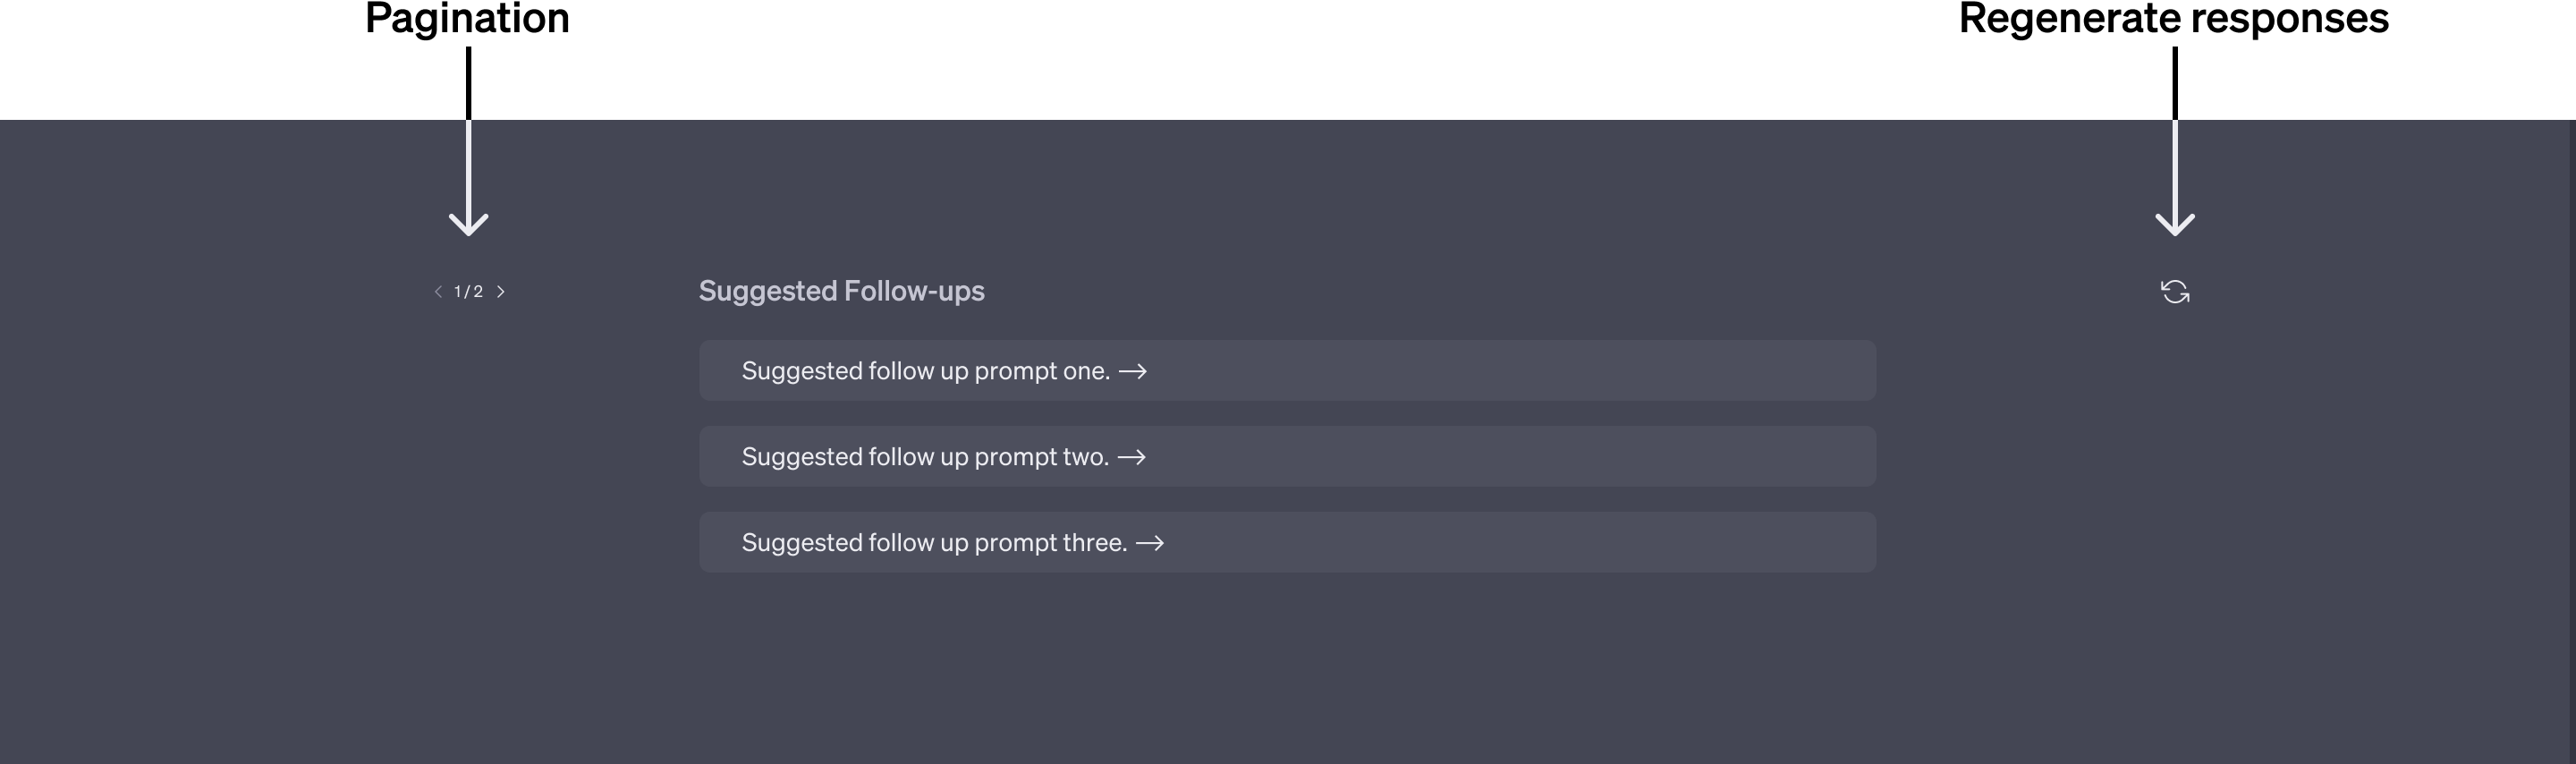 Pagination
Regenerate responses
1/2
Suggested Follow-ups
Suggested follow up prompt one.
Suggested follow up prompt two.
Suggested follow up prompt three.